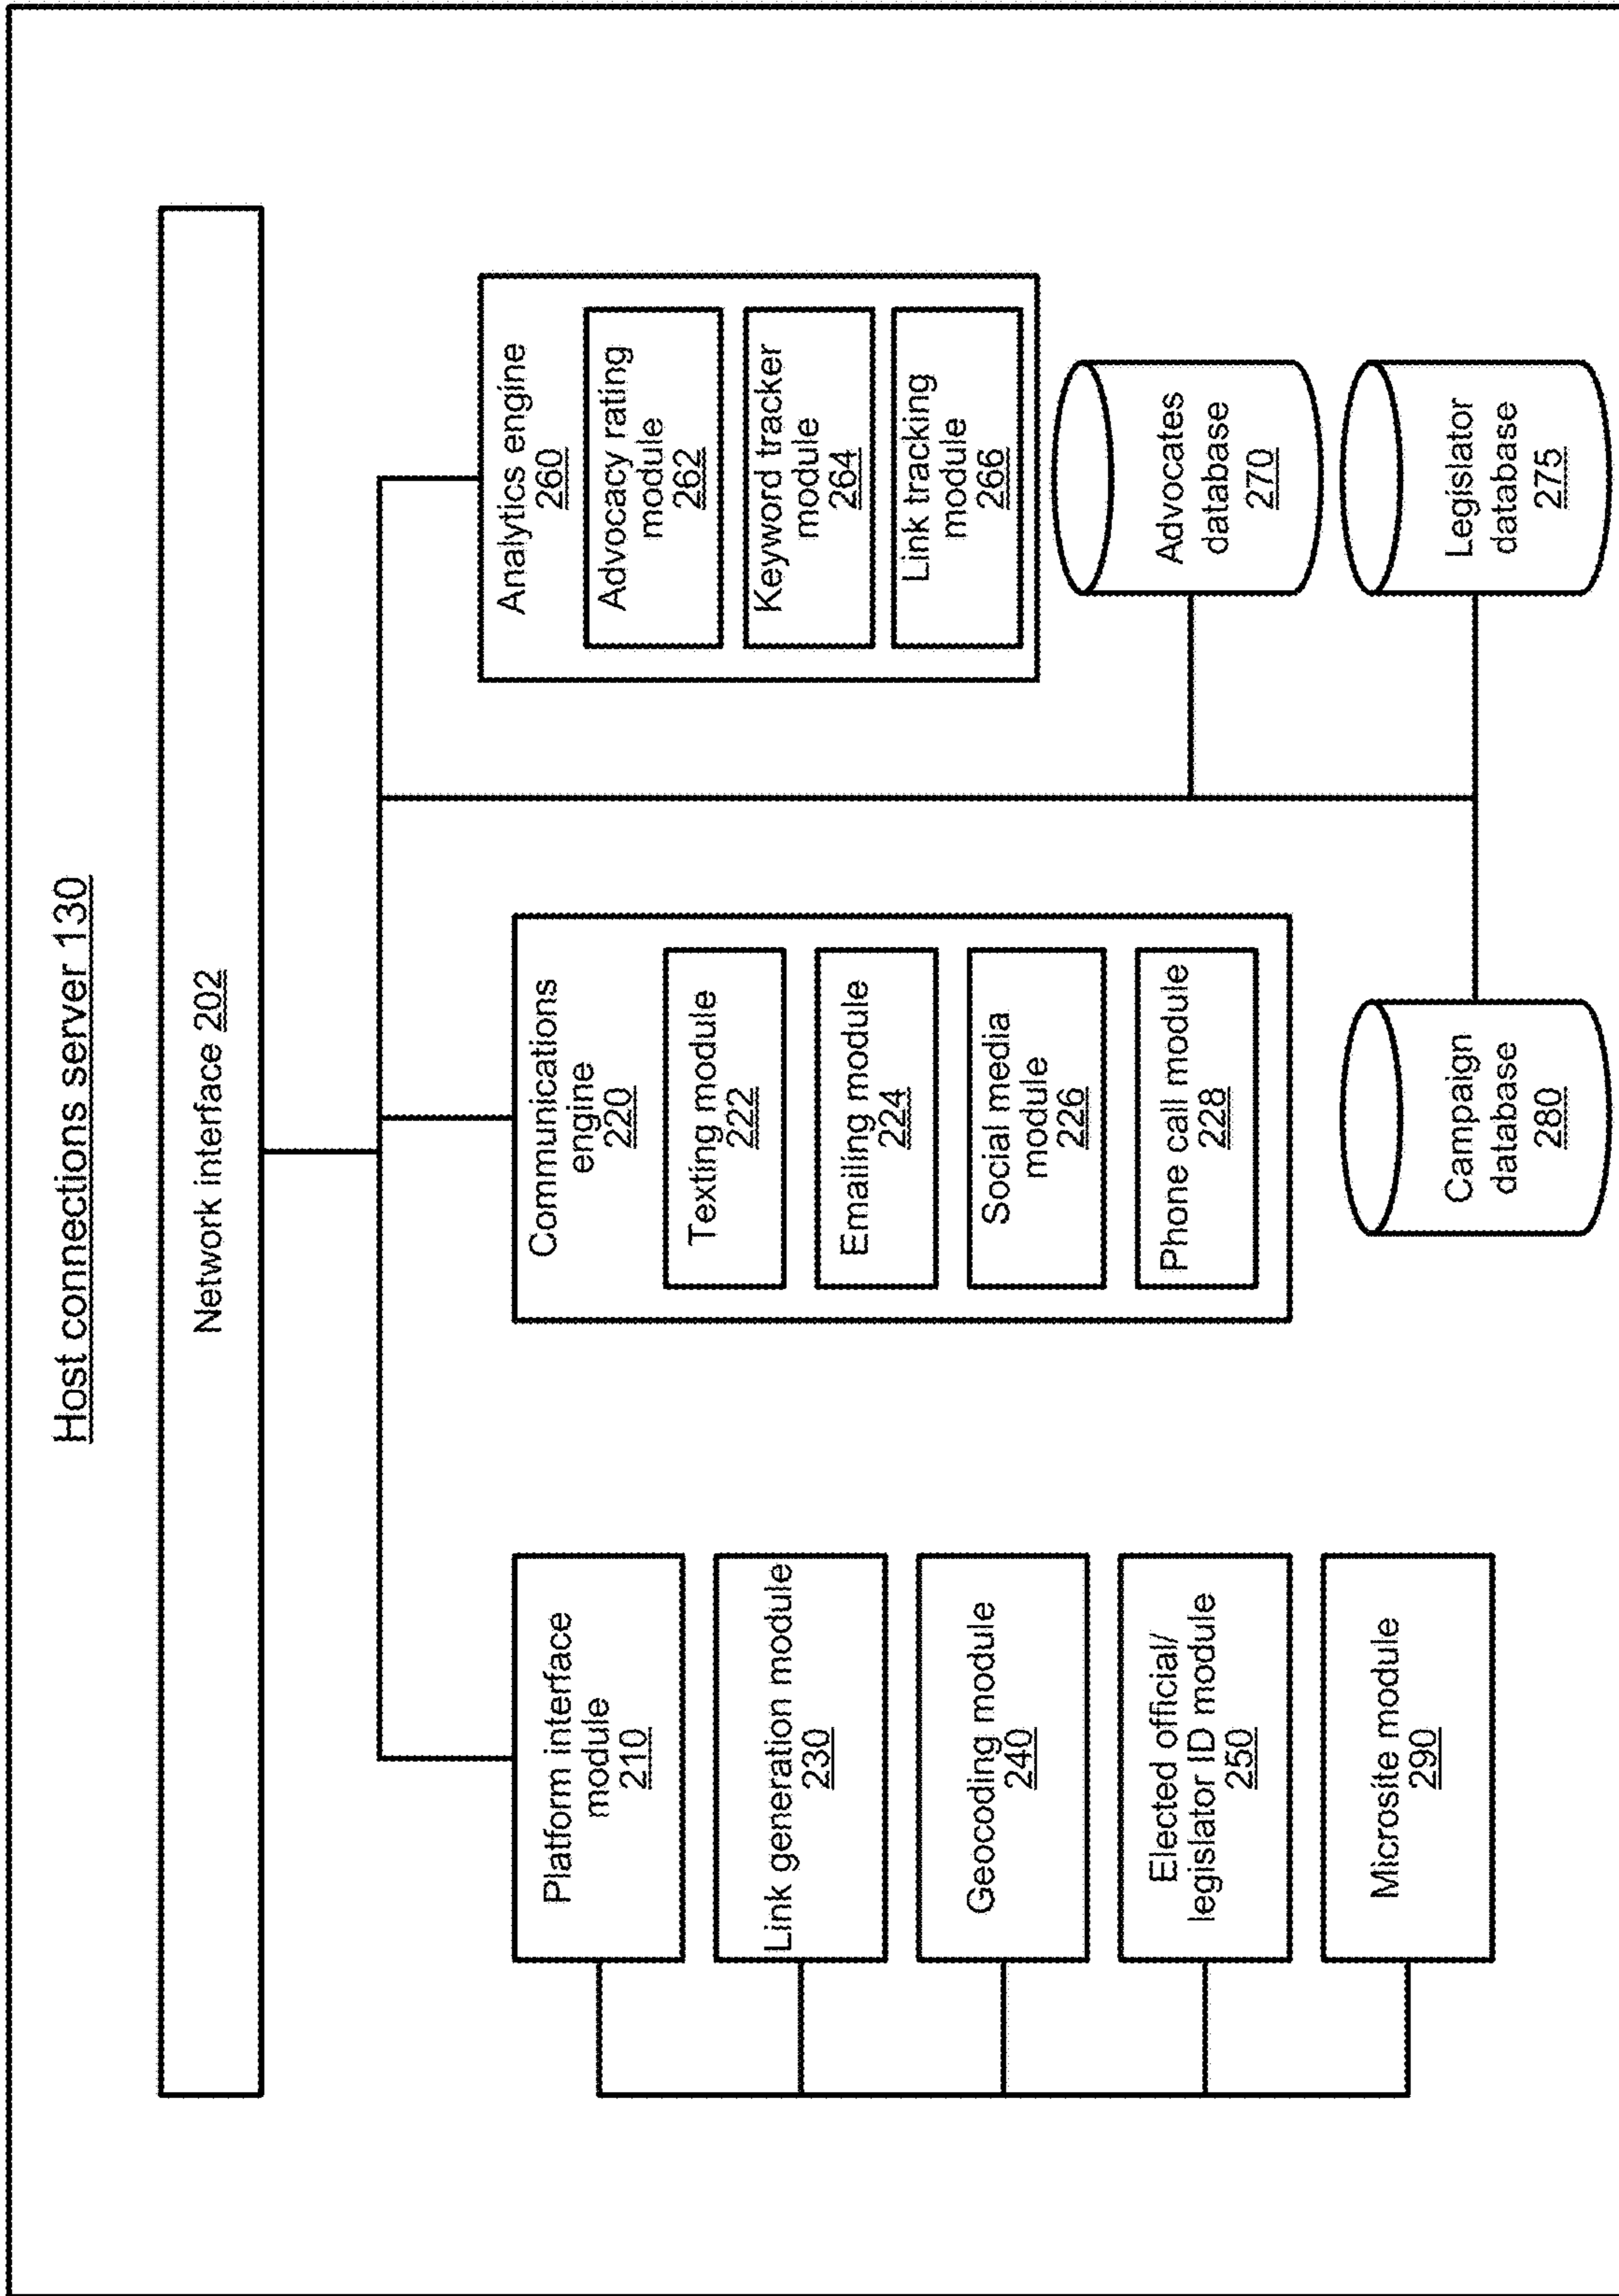 Host connections server 130
Network interface 202
Platform interface
module
210
Link generation module
230
Geocoding module
240
Elected official/
legislator ID module
250
Microsite module
290
Communications
engine
220
Texting module
222
Emailing module
224
Social media
module
226
Phone call module
228
Campaign
database
280
Analytics engine
260
Advocacy rating
module
262
Keyword tracker
module
264
Link tracking
module
266
Advocates
database
270
Legislator
database
275